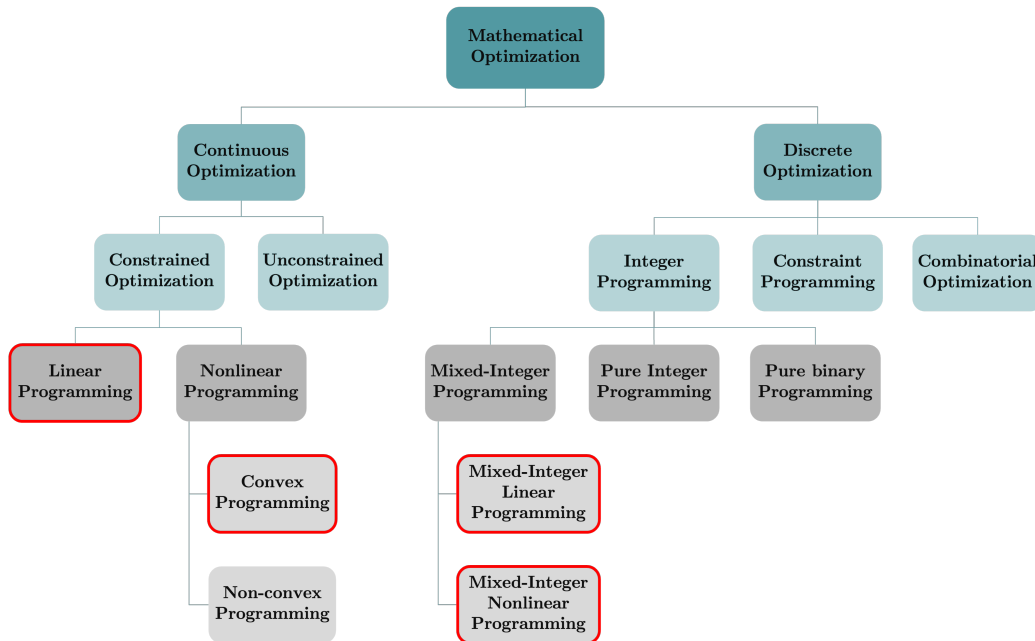 Mathematical
Optimization
Continuous
Optimization
Discrete
Optimization
Constrained
Optimization
Unconstrained
Optimization
Integer
Programming
Constraint
Programming
Combinatorial
Optimization
Linear
Programming
Nonlinear
Programming
Mixed-Integer
Programming
Pure Integer
Programming
Pure binary
Programming
Convex
Programming
Mixed-Integer
Linear
Programming
Non-convex
Programming
Mixed-Integer
Nonlinear
Programming